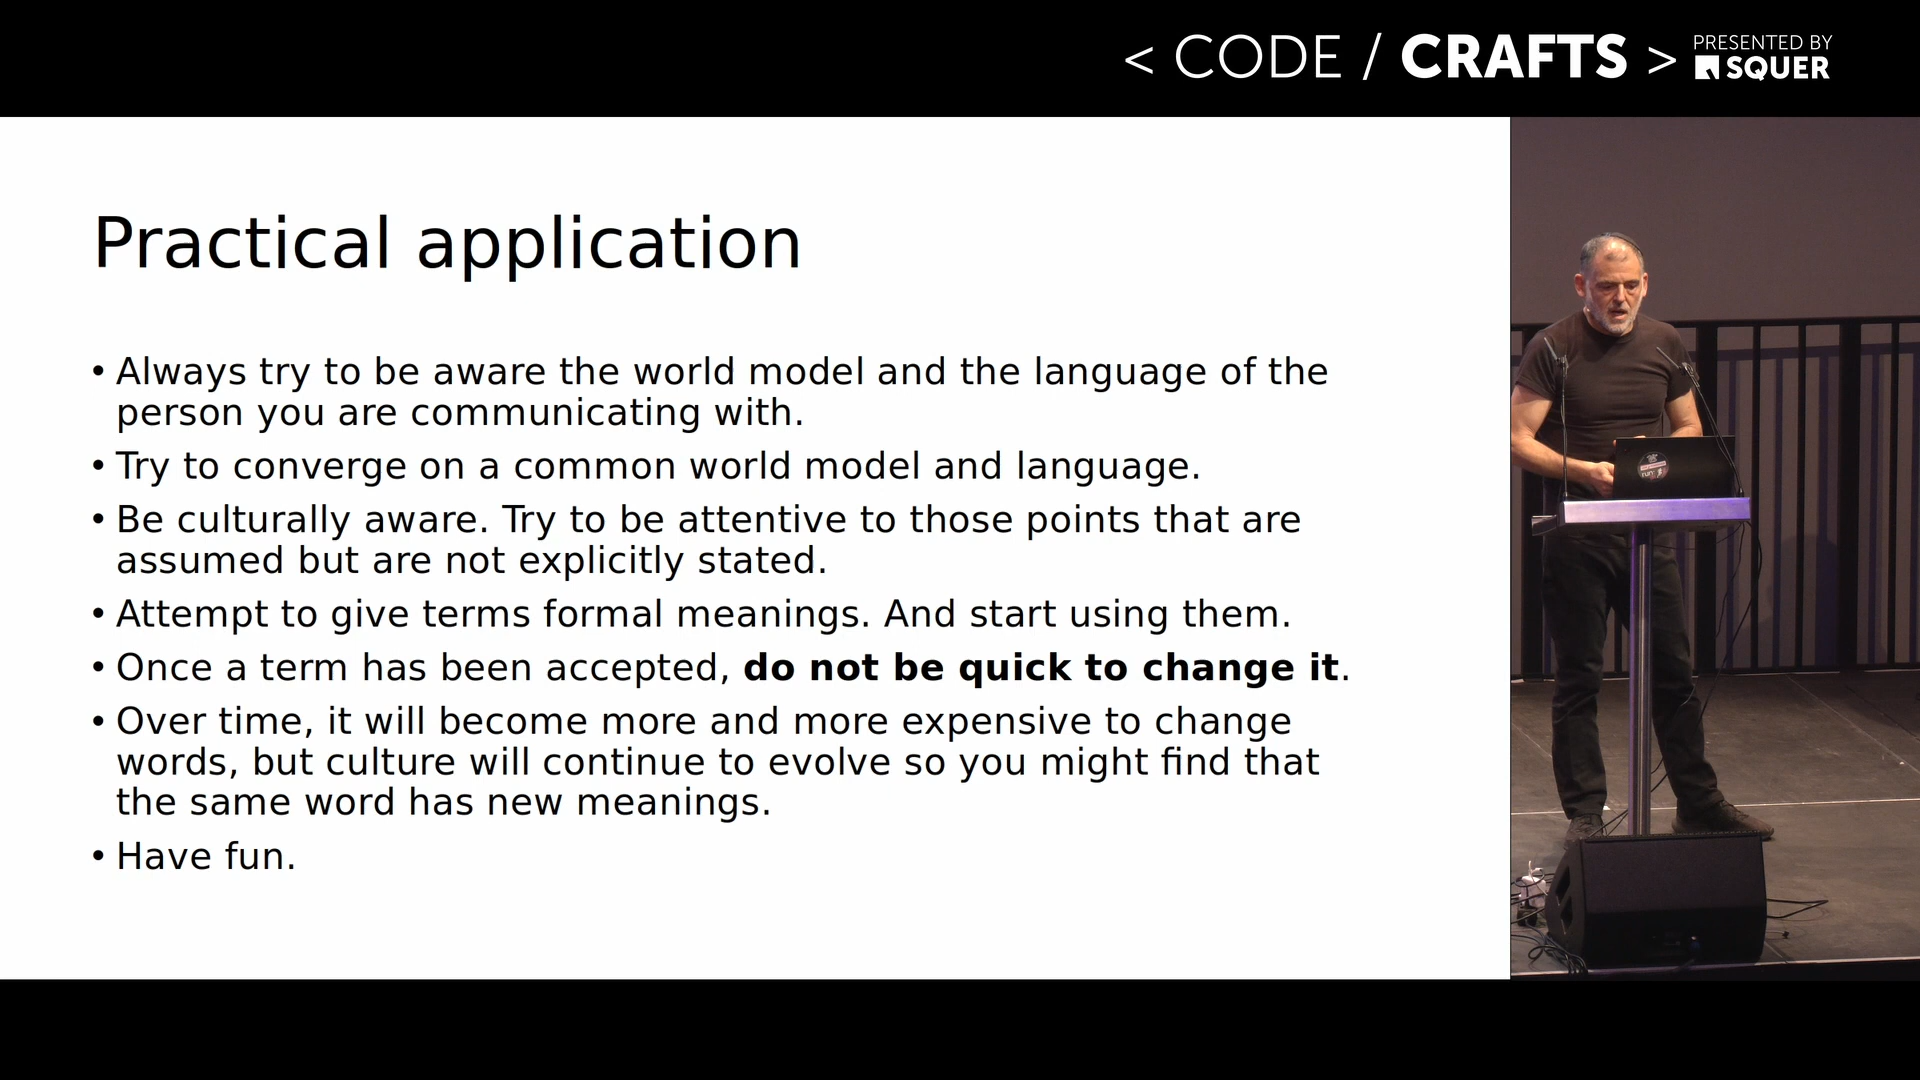 < CODE / CRAFTS > PRESENTED BY SQUER
Practical application
• Always try to be aware the world model and the language of the
person you are communicating with.
• Try to converge on a common world model and language.
• Be culturally aware. Try to be attentive to those points that are
assumed but are not explicitly stated.
• Attempt to give terms formal meanings. And start using them.
• Once a term has been accepted, do not be quick to change it.
• Over time, it will become more and more expensive to change
words, but culture will continue to evolve so you might find that
the same word has new meanings.
• Have fun.
run